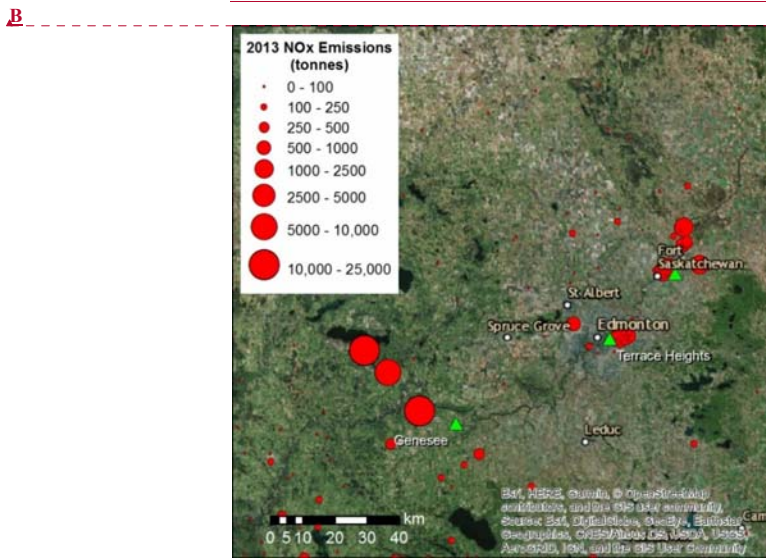 B
2013 NOx Emissions
(tonnes)
0 - 100
100 - 250
250 - 500
500 - 1000
1000 - 2500
2500 - 5000
5000 - 10,000
10,000 - 25,000
Fort
Saskatchewan
St Albert
Spruce Grove
Edmonton
Terrace Heights
Genesee
Leduc
km
0 5 10 20 30 40
Esri, HERE, Garmin, © OpenStreetMap
contributors, and the GIS user community,
Source: Esri, DigitalGlobe, GeoEye, Earthstar
Geographics, CNES/Airbus DS, USDA, USGS,
AeroGRID, IGN, and the GIS User Community
Cam